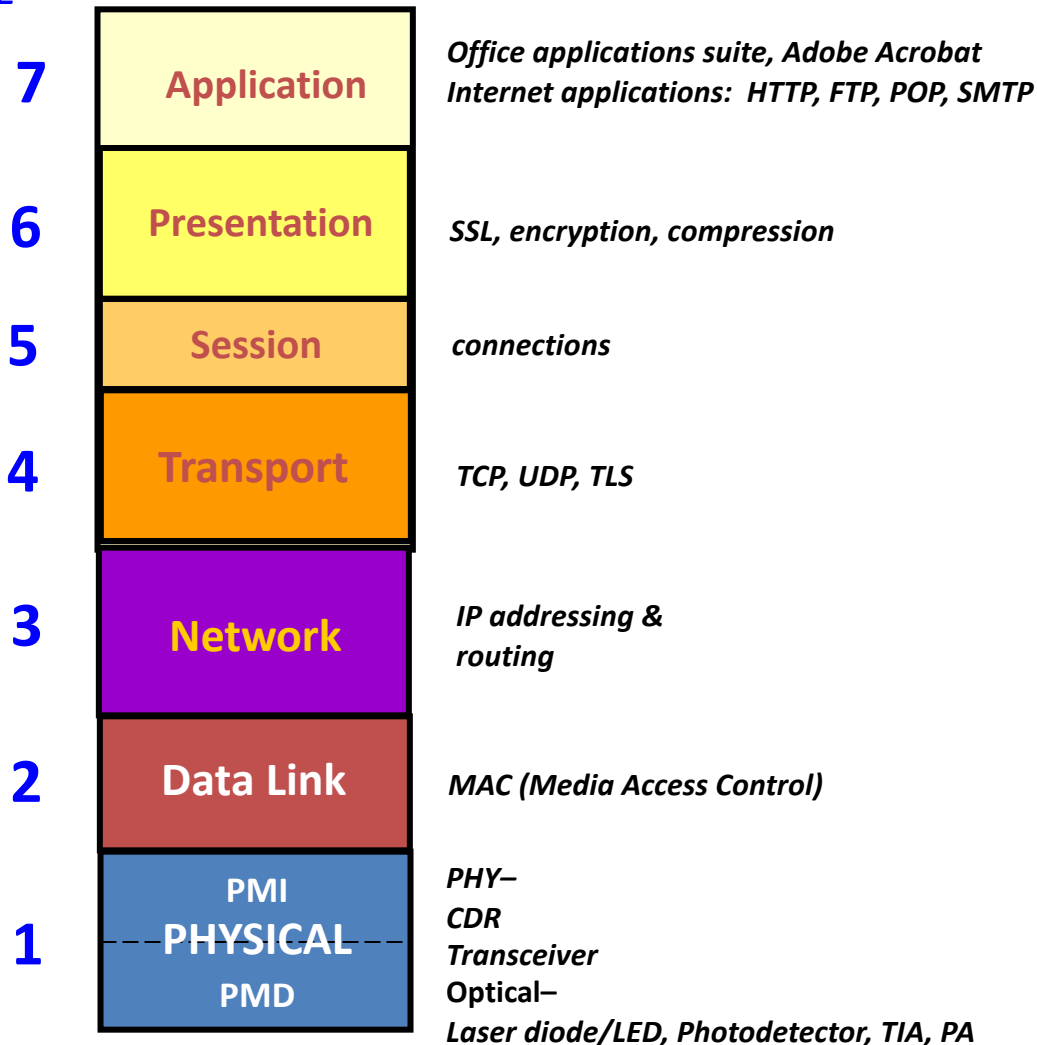 7
Application
Office applications suite, Adobe Acrobat
Internet applications: HTTP, FTP, POP, SMTP
6
Presentation
SSL, encryption, compression
5
Session
connections
4
Transport
TCP, UDP, TLS
3
Network
IP addressing &
routing
2
Data Link
MAC (Media Access Control)
1
PMI
PHYSICAL
PMD
PHY–
CDR
Transceiver
Optical–
Laser diode/LED, Photodetector, TIA, PA